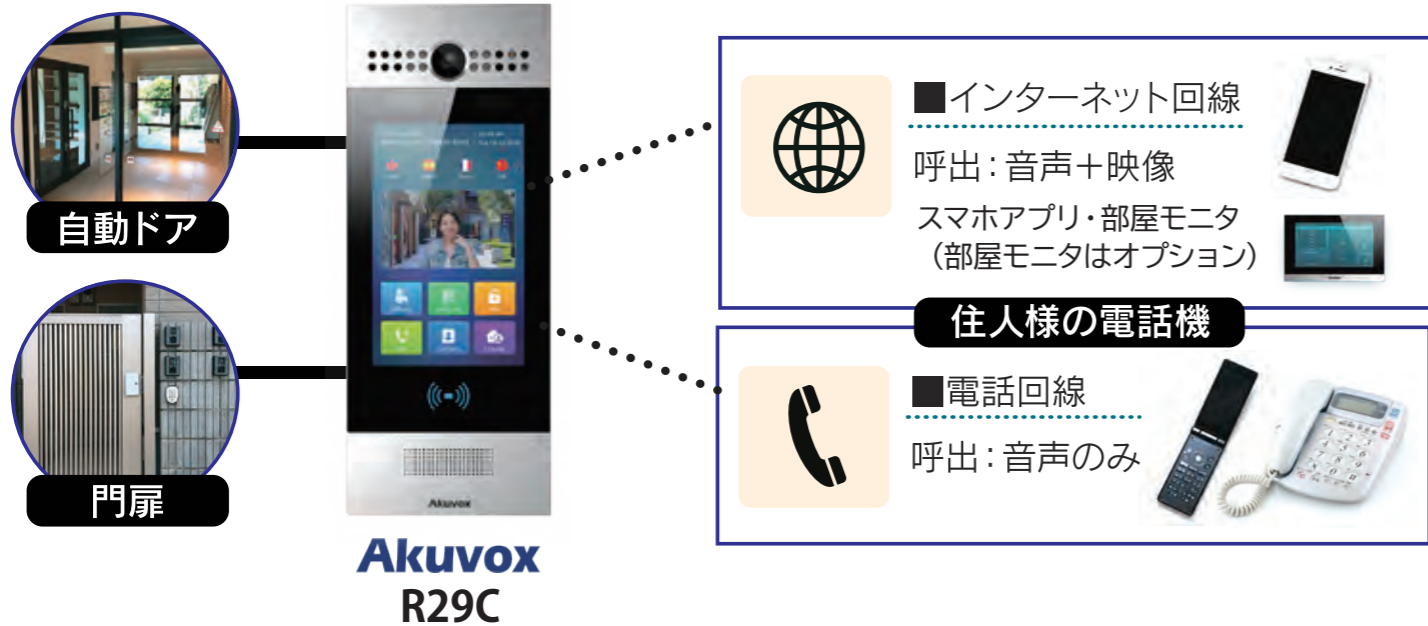 自動ドア
門扉
Akuvox
Akuvox
R29C
■インターネット回線
呼出：音声＋映像
スマホアプリ・部屋モニタ
（部屋モニタはオプション）
住人様の電話機
■電話回線
呼出：音声のみ